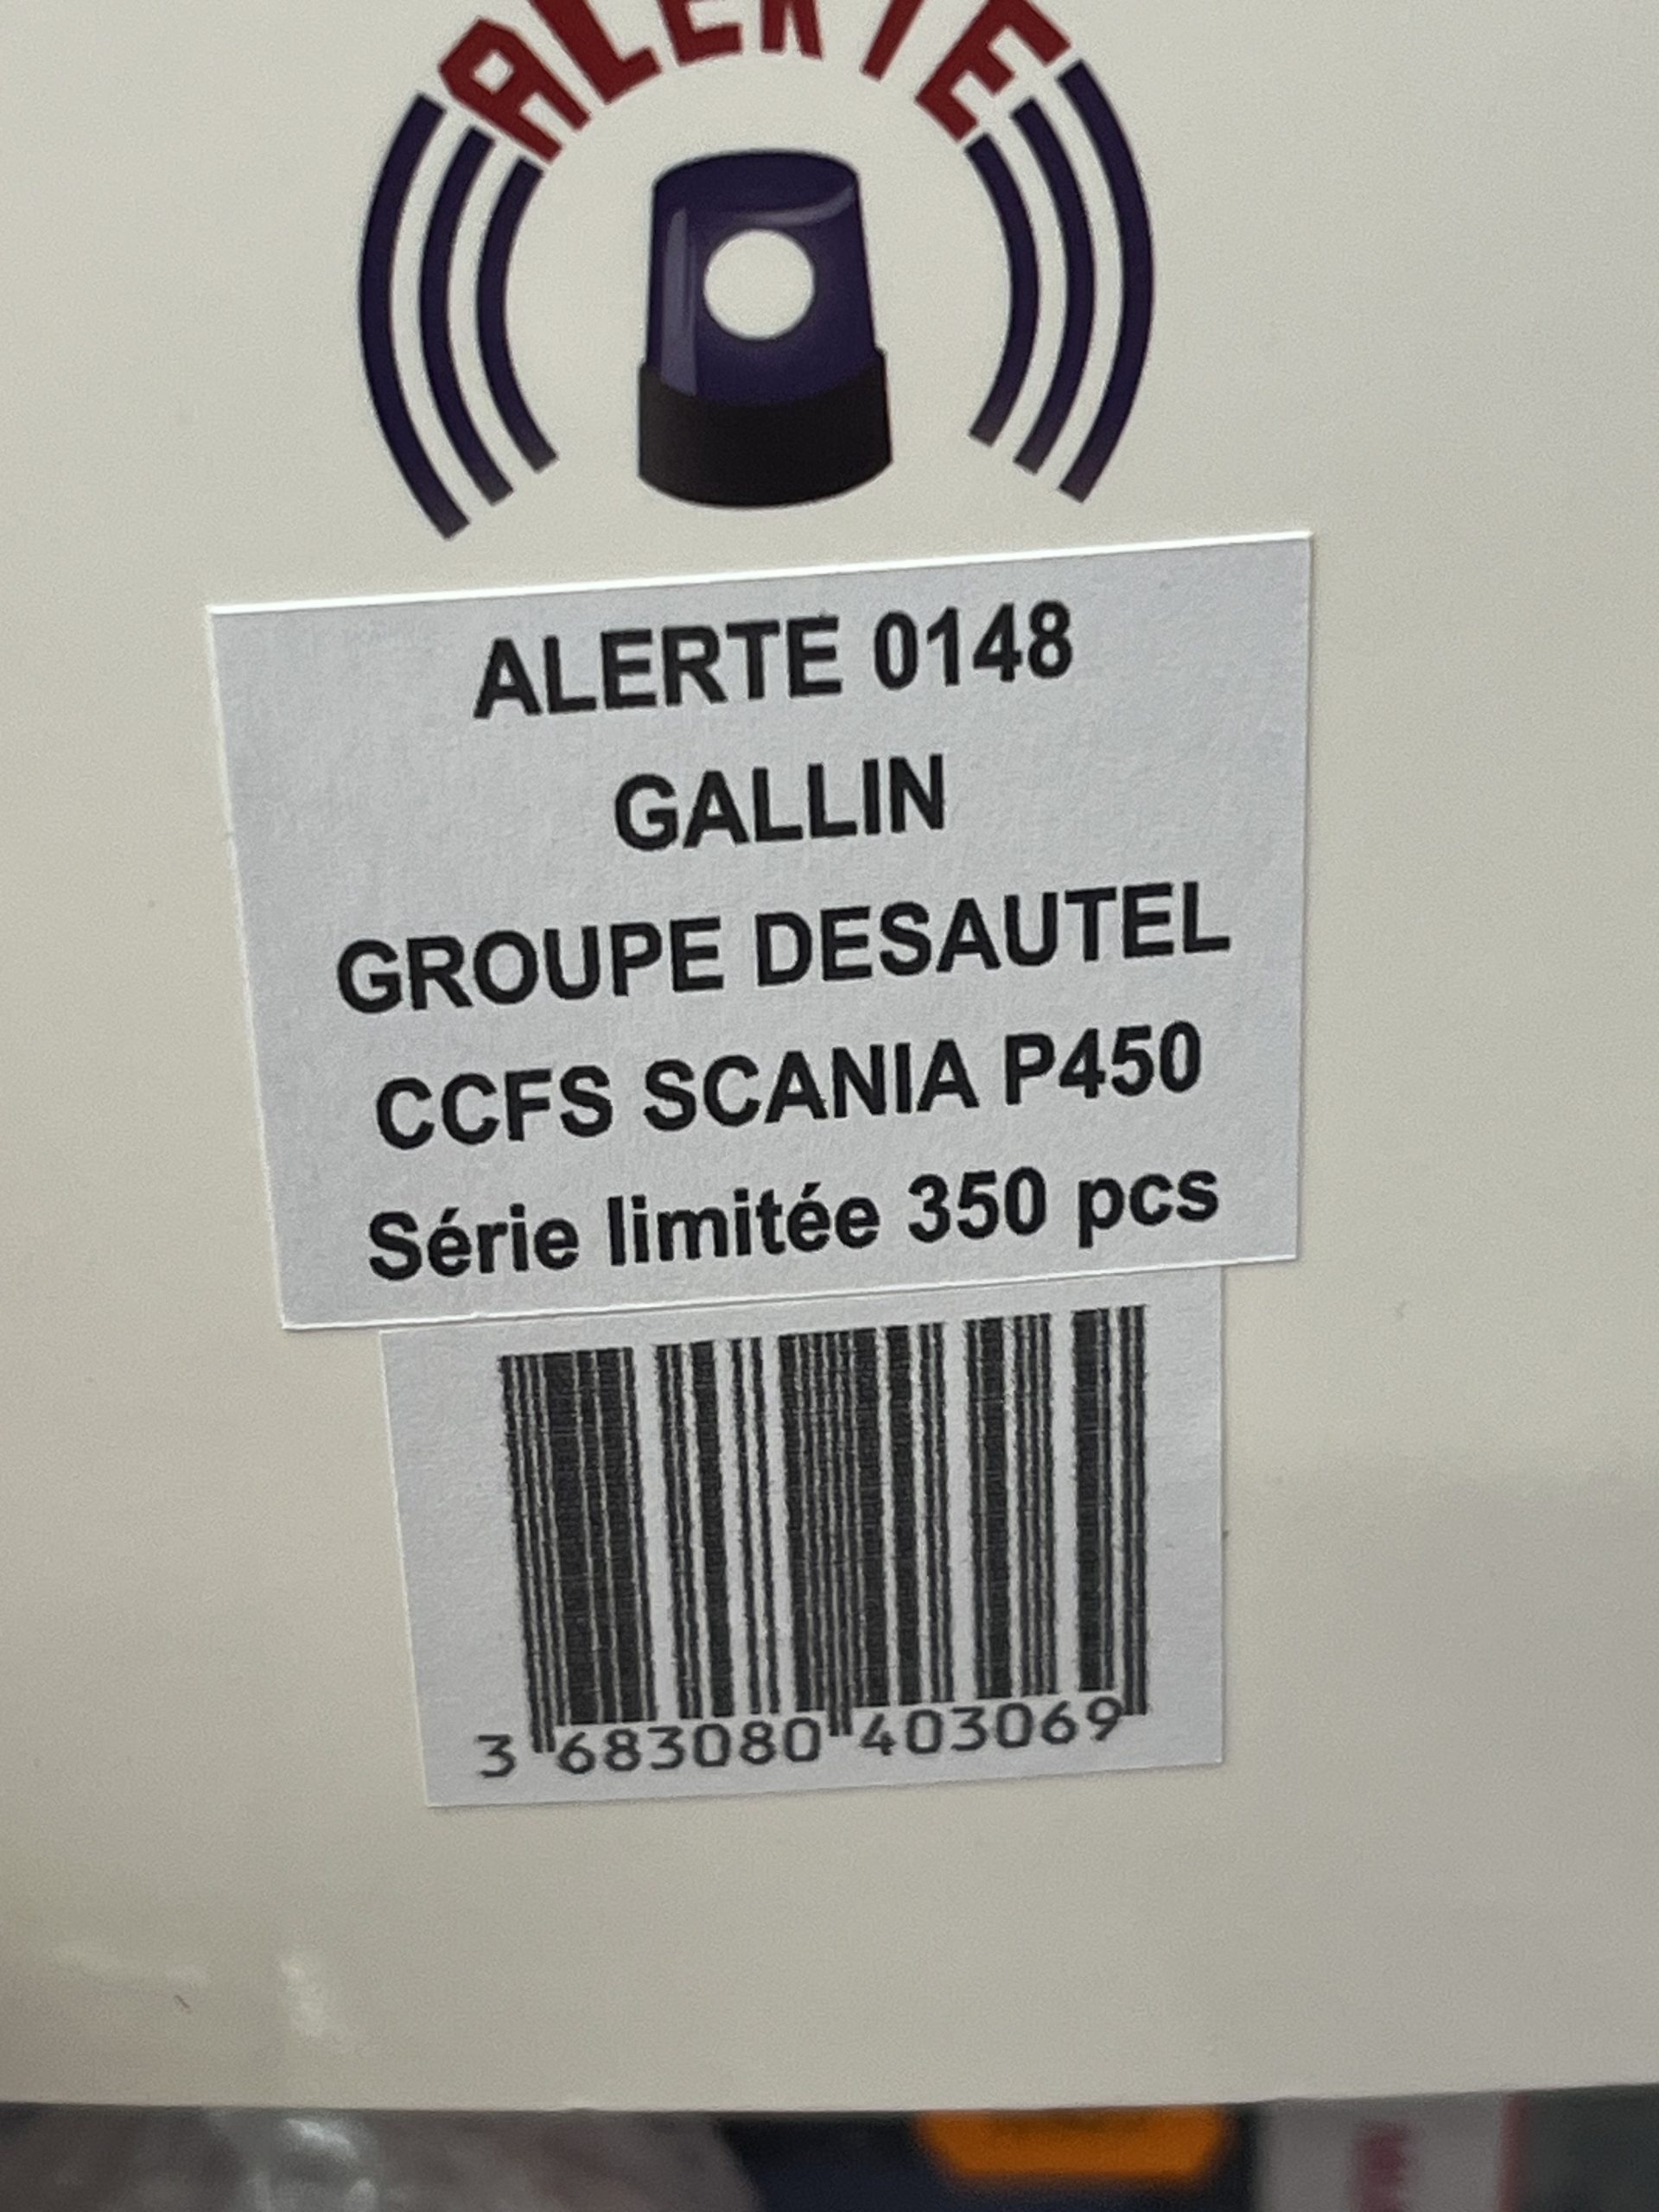 ALERTE
ALERTE 0148
GALLIN
GROUPE DESAUTEL
CCFS SCANIA P450
Série limitée 350 pcs
3 683080 403069